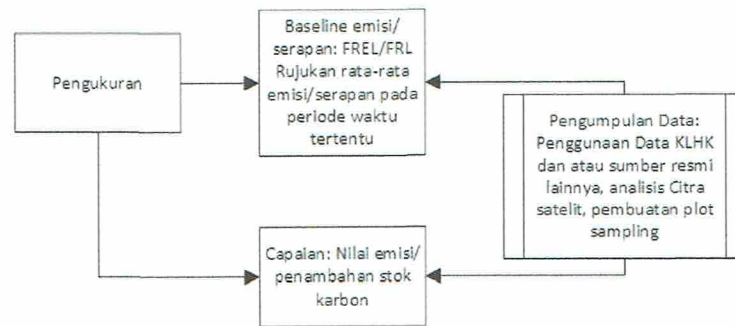 Pengukuran
Baseline emisi/
serapan: FREL/FRL
Rujukan rata-rata
emisi/serapan pada
periode waktu
tertentu
Pengumpulan Data:
Penggunaan Data KLHK
dan atau sumber resmi
lainnya, analisis Citra
satelit, pembuatan plot
sampling
Capaian: Nilai emisi/
penambahan stok
karbon